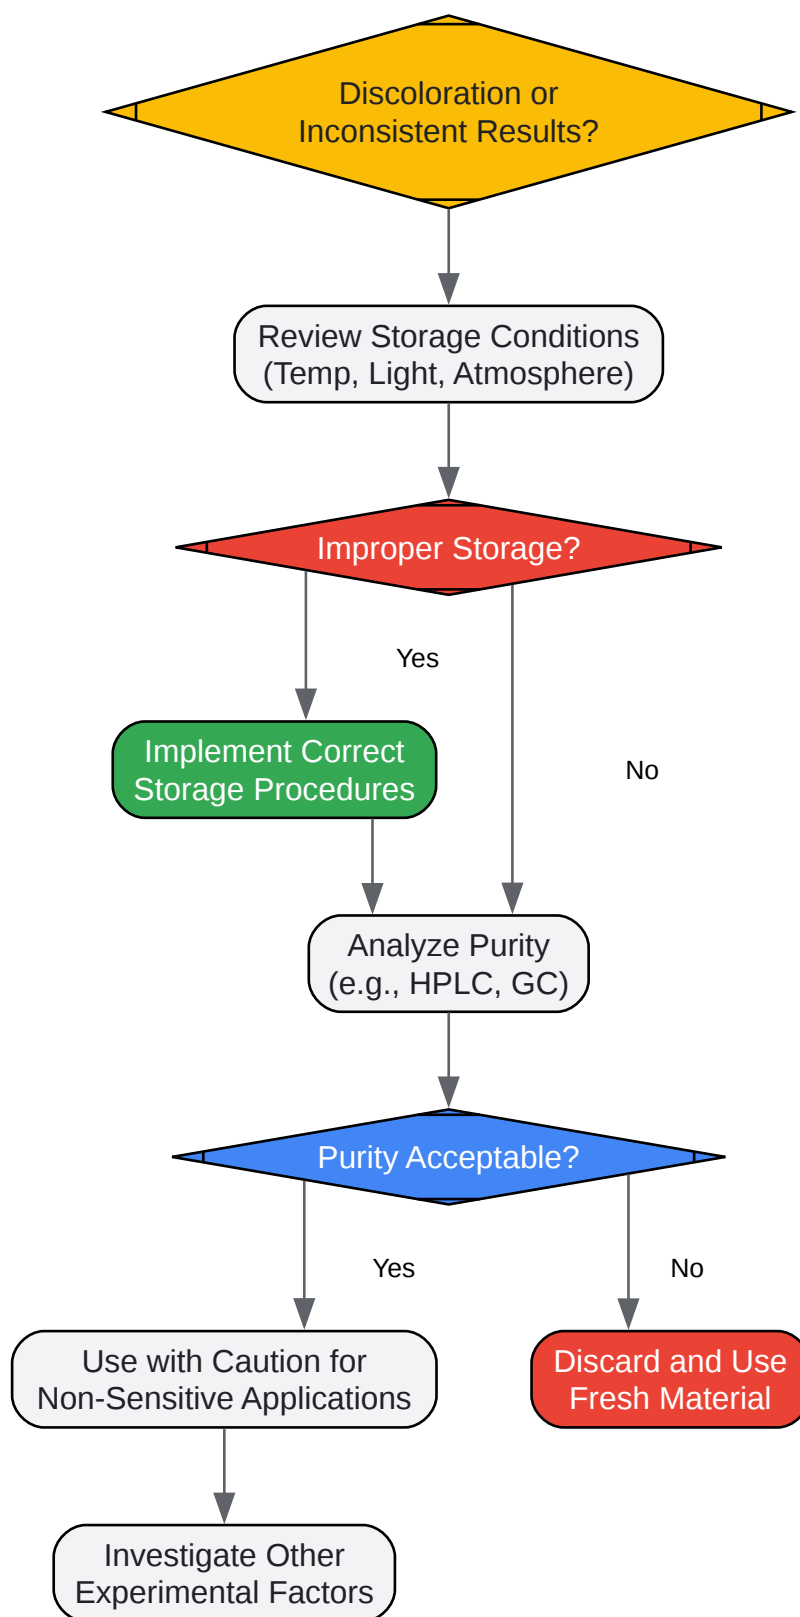 Discoloration or
Inconsistent Results?
Review Storage Conditions
(Temp, Light, Atmosphere)
Improper Storage?
Yes
Implement Correct
Storage Procedures
No
Analyze Purity
(e.g., HPLC, GC)
Purity Acceptable?
Yes
No
Use with Caution for
Non-Sensitive Applications
Discard and Use
Fresh Material
Investigate Other
Experimental Factors